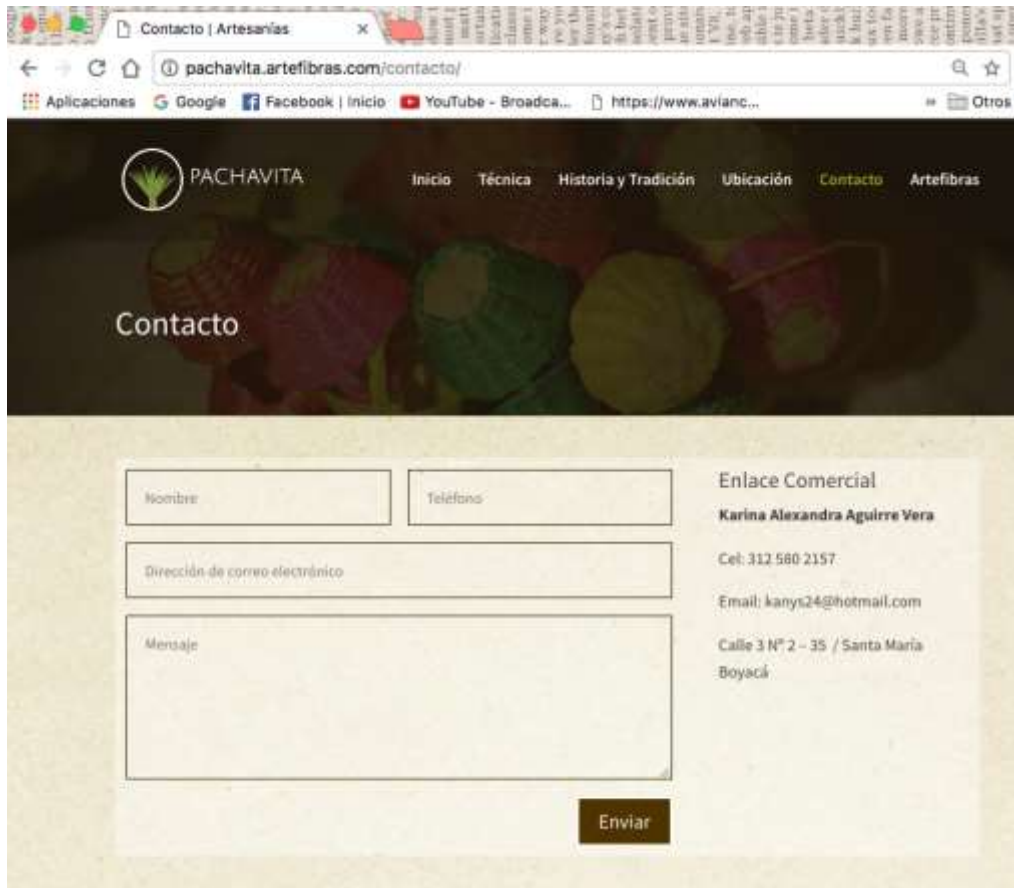 Contacto | Artesanías
pachavita.artefibras.com/contacto/
Aplicaciones Google Facebook | Inicio YouTube - Broadca... https://www.avianc... » Otros
PACHAVITA Inicio Técnica Historia y Tradición Ubicación Contacto Artefibras
Contacto
Nombre Teléfono
Dirección de correo electrónico
Mensaje
Enviar
Enlace Comercial
Karina Alexandra Aguirre Vera
Cel: 312 580 2157
Email: kanys24@hotmail.com
Calle 3 Nº 2 – 35 / Santa María
Boyacá